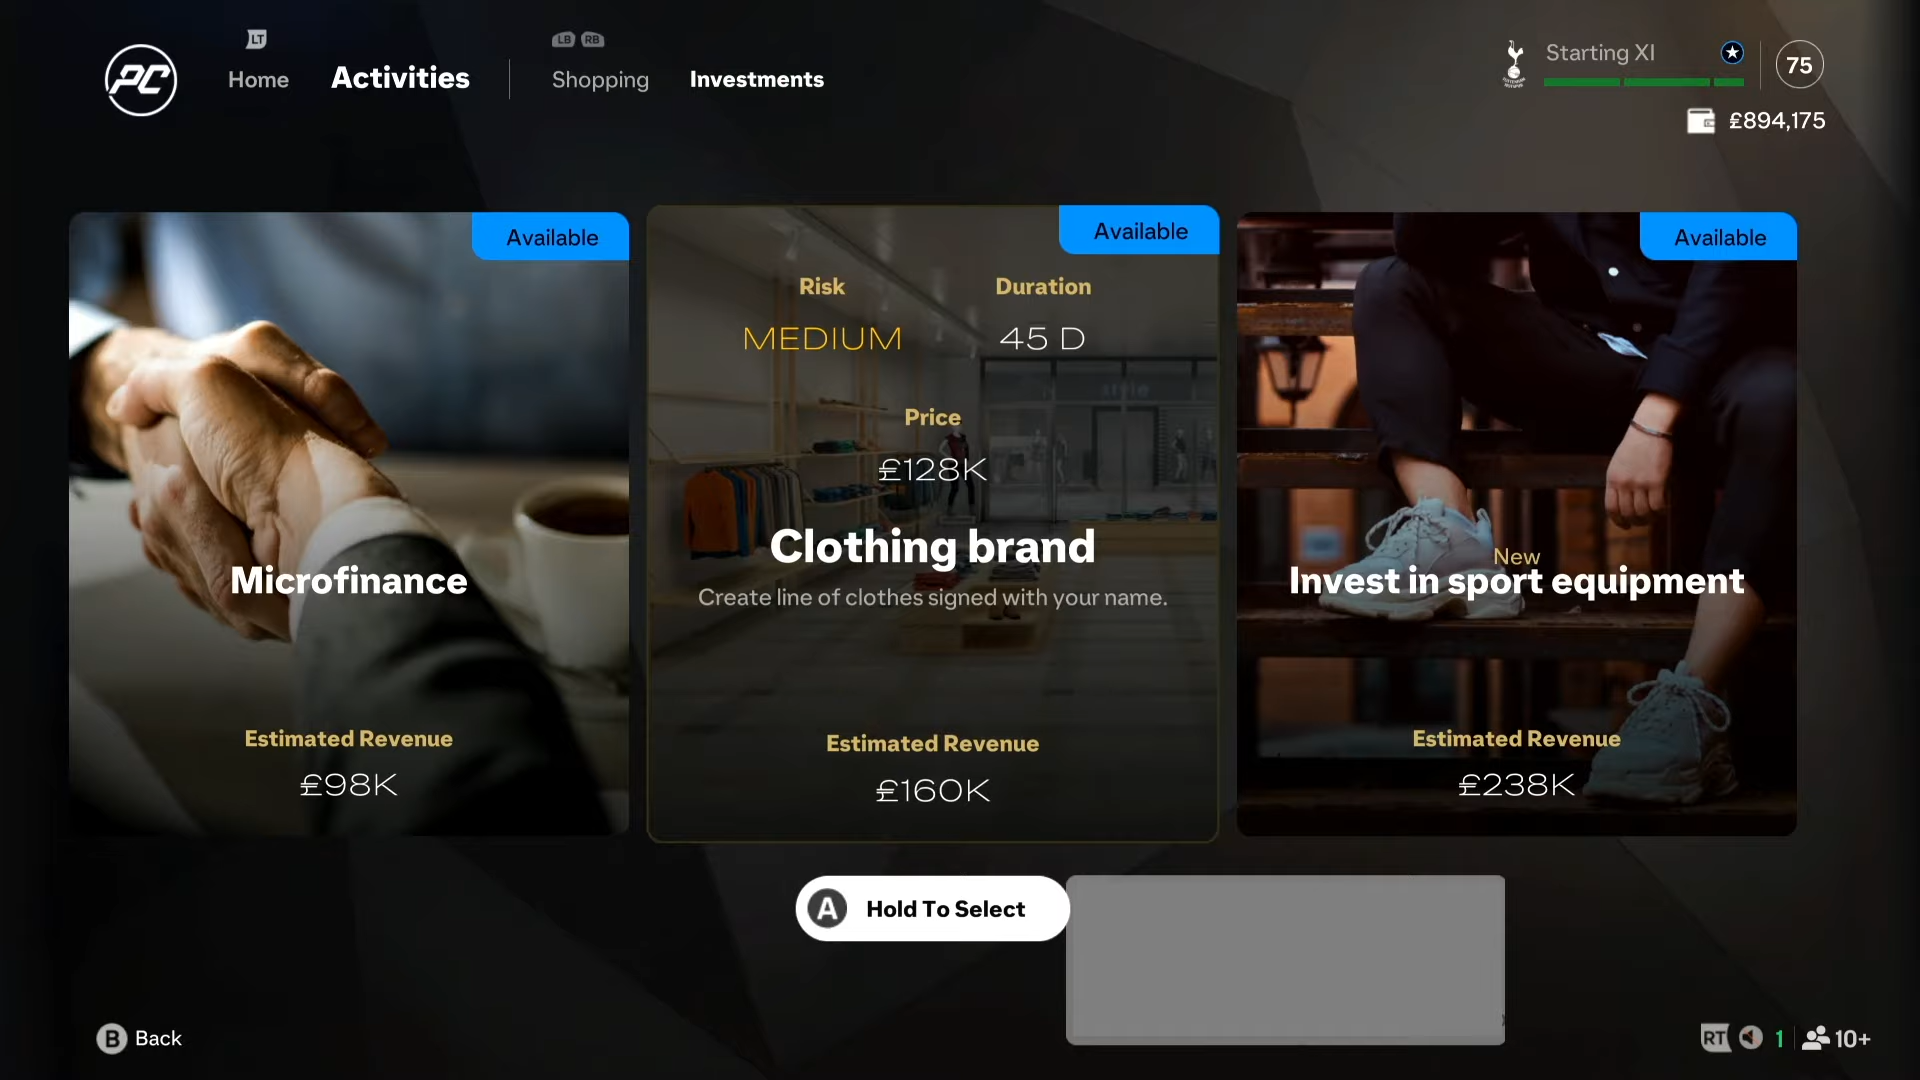 LT
LB RB
PC Home Activities Shopping Investments
Starting XI
75
£894,175
Available
Microfinance
Estimated Revenue
£98K
Available
Risk Duration
MEDIUM 45 D
Price
£128K
Clothing brand
Create line of clothes signed with your name.
Estimated Revenue
£160K
Available
New
Invest in sport equipment
Estimated Revenue
£238K
A Hold To Select
B Back
RT 1 10+